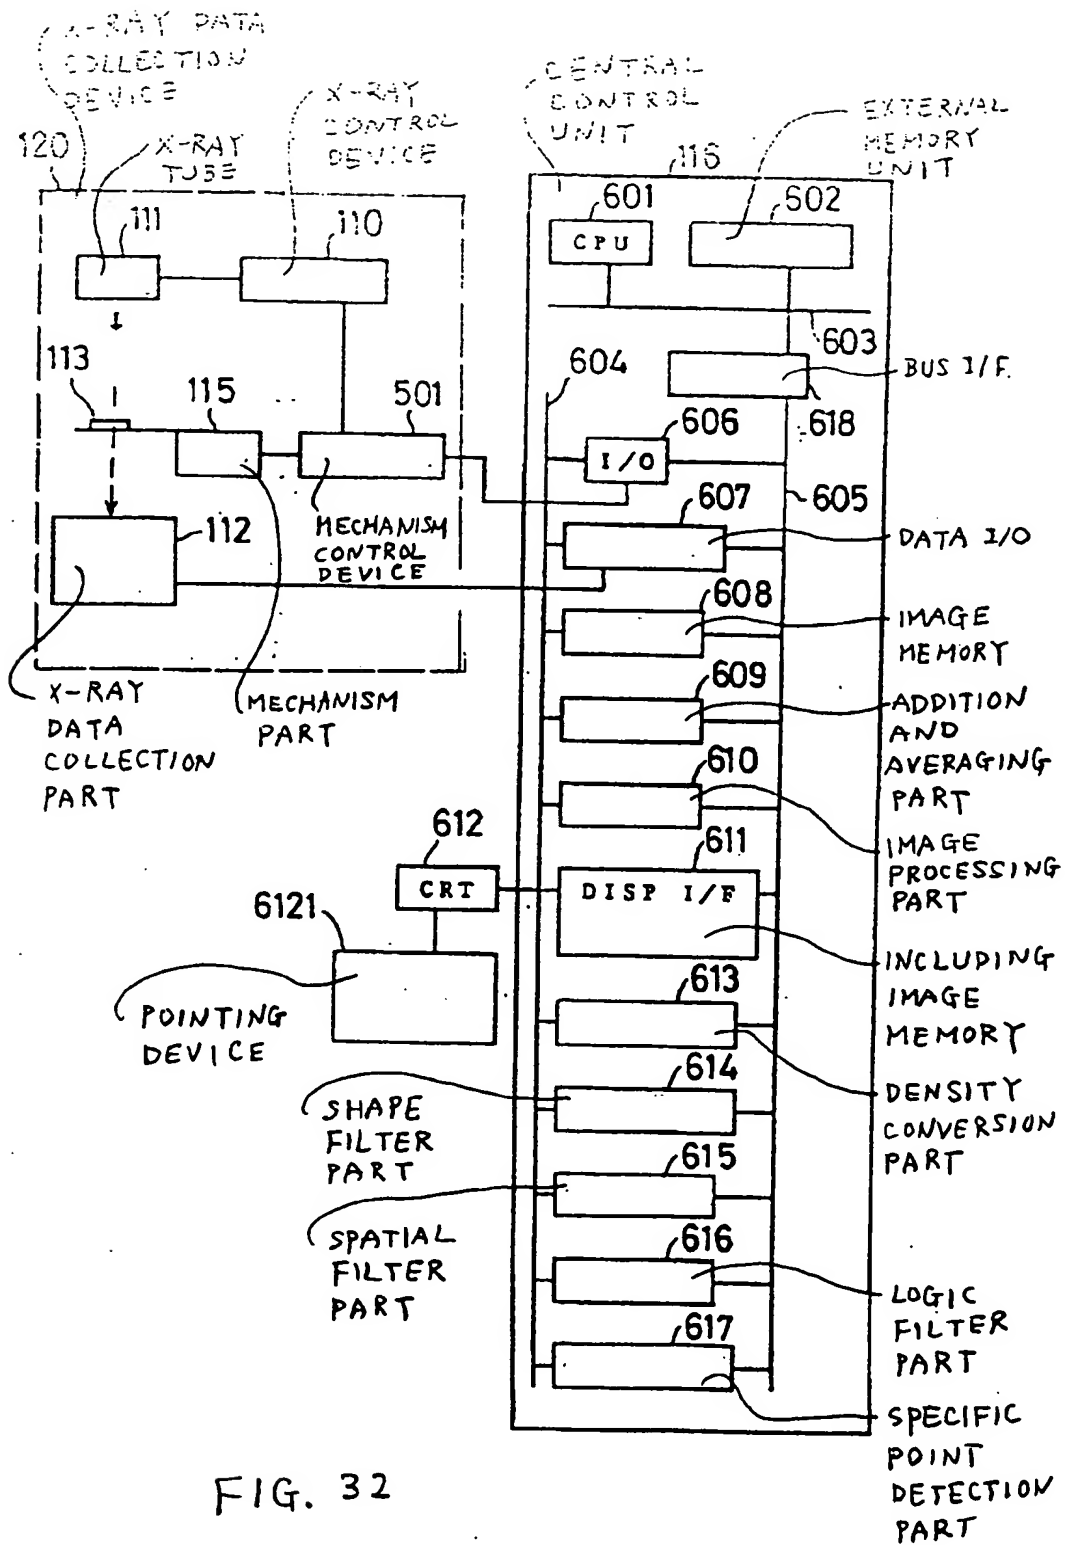 X-RAY DATA
COLLECTION
DEVICE
X-RAY
CONTROL
DEVICE
CENTRAL
CONTROL
UNIT
EXTERNAL
MEMORY
UNIT
120
X-RAY
TUBE
116
601
602
CPU
111
110
603
113
115
501
604
BUS I/F.
618
606
I/O
605
607
DATA I/O
112
MECHANISM
CONTROL
DEVICE
608
IMAGE
MEMORY
609
ADDITION
AND
AVERAGING
PART
X-RAY
DATA
COLLECTION
PART
MECHANISM
PART
610
IMAGE
PROCESSING
PART
612
CRT
611
DISP I/F
6121
INCLUDING
IMAGE
MEMORY
POINTING
DEVICE
613
DENSITY
CONVERSION
PART
614
SHAPE
FILTER
PART
615
SPATIAL
FILTER
PART
616
LOGIC
FILTER
PART
617
SPECIFIC
POINT
DETECTION
PART
FIG. 32